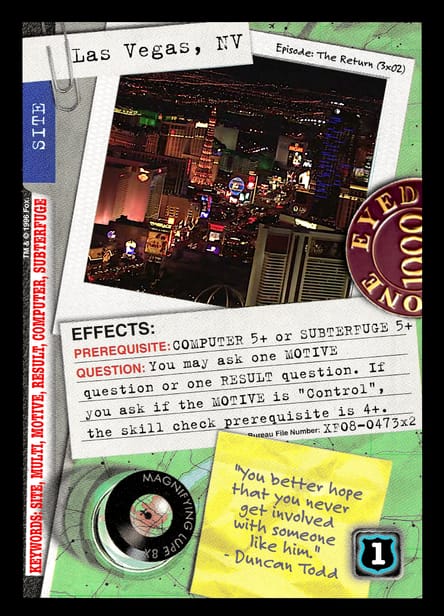 Las Vegas, NV
Episode: The Return (3x02)
SITE
TM & © 1996 Fox.
KEYWORDS: SITE, MULTI, MOTIVE, RESULT, COMPUTER, SUBTERFUGE
ONE EYED
1000
EFFECTS:
PREREQUISITE: COMPUTER 5+ or SUBTERFUGE 5+
QUESTION: You may ask one MOTIVE
question or one RESULT question. If
you ask if the MOTIVE is "Control",
the skill check prerequisite is 4+.
Bureau File Number: XF08-0473x2
MAGNIFYING LUPE 8X
"You better hope
that you never
get involved
with someone
like him."
- Duncan Todd
1